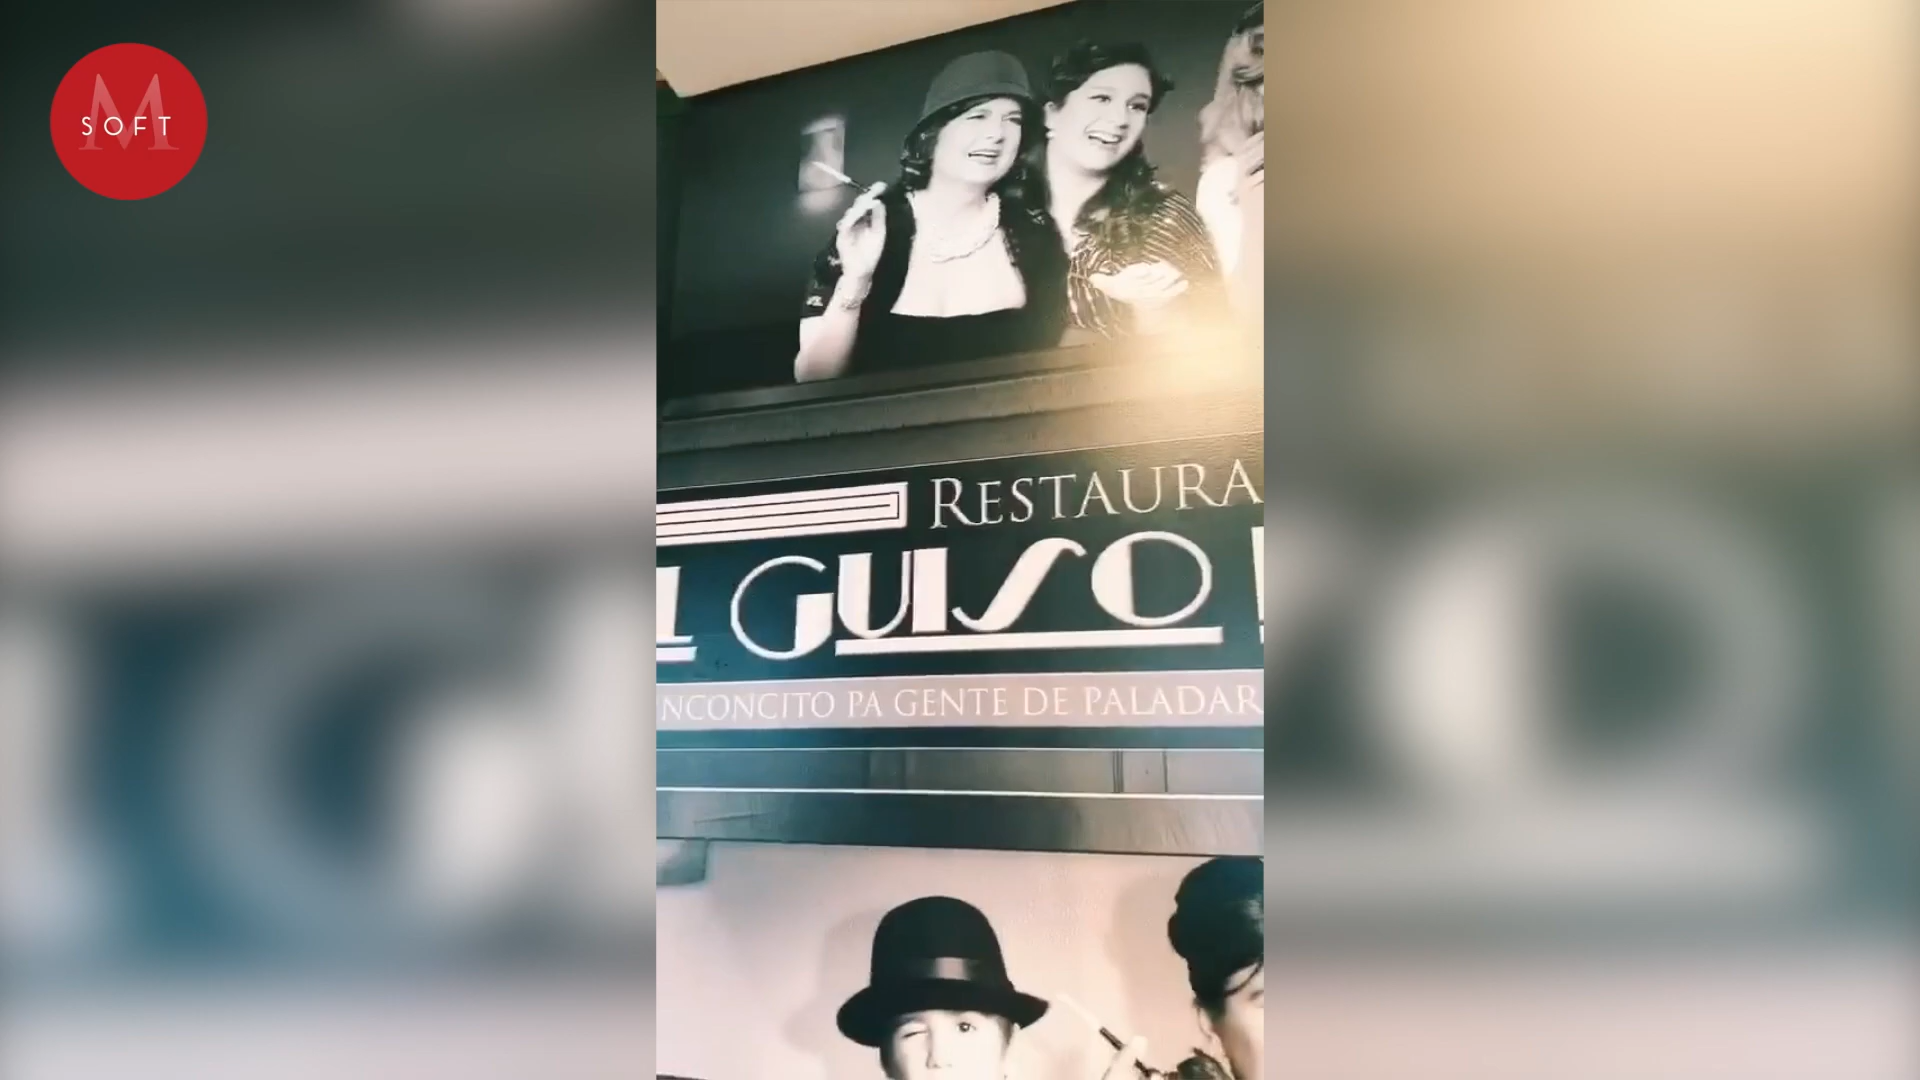 M
SOFT
RESTAURA
L GUISO
NCONCITO PA GENTE DE PALADAR